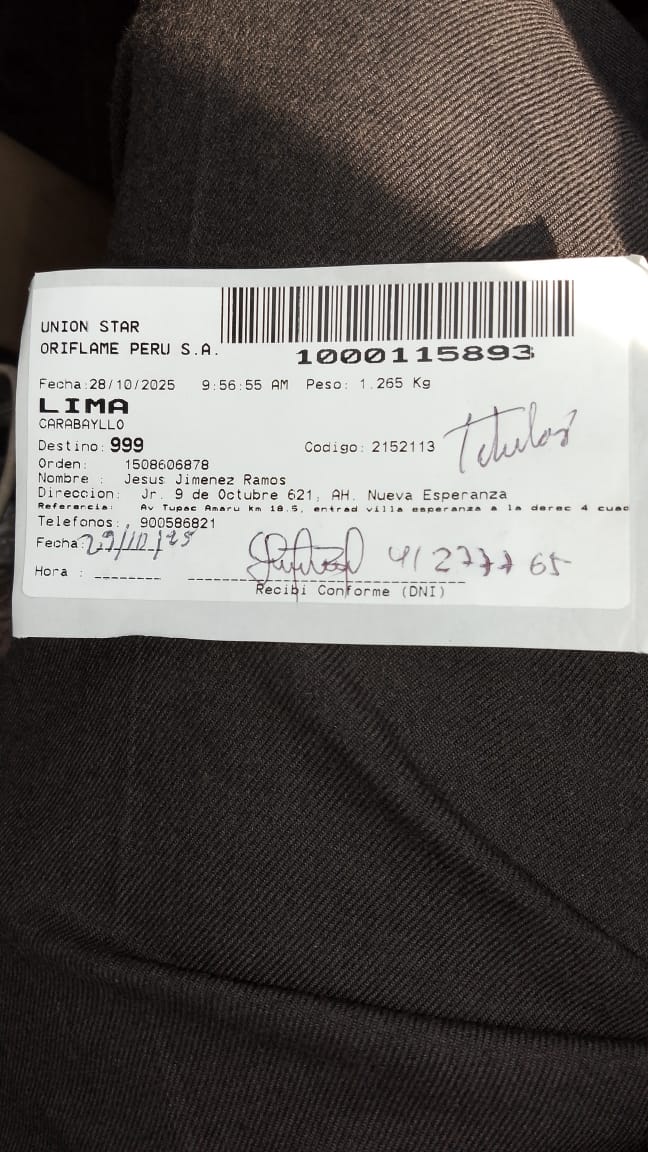 UNION STAR
ORIFLAME PERU S.A.
1000115893
Fecha:28/10/2025 9:56:55 AM Peso: 1.265 Kg
LIMA
CARABAYLLO
Titular
Destino: 999 Codigo: 2152113
Orden: 1508606878
Nombre : Jesus Jimenez Ramos
Direccion: Jr. 9 de Octubre 621, AH. Nueva Esperanza
Referencia: Av Tupac Amaru km 18.5, entrad villa esperanza a la derec 4 cuad
Telefonos: 900586821
Fecha: 29/10/25
41277765
Hora :
Recibi Conforme (DNI)